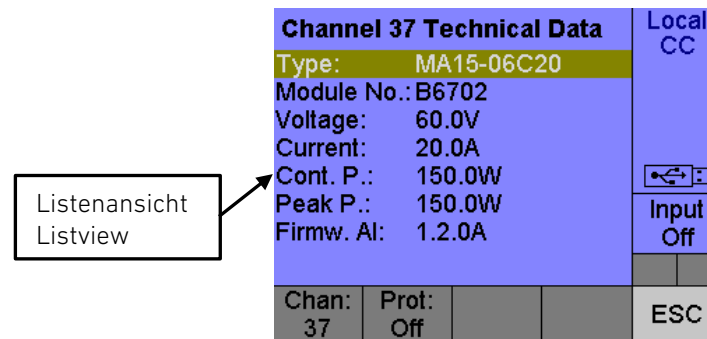 Channel 37 Technical Data
Type: MA15-06C20
Module No.: B6702
Voltage: 60.0V
Current: 20.0A
Cont. P.: 150.0W
Peak P.: 150.0W
Firmw. AI: 1.2.0A
Local
CC
Input
Off
Chan:
37
Prot:
Off
ESC
Listenansicht
Listview